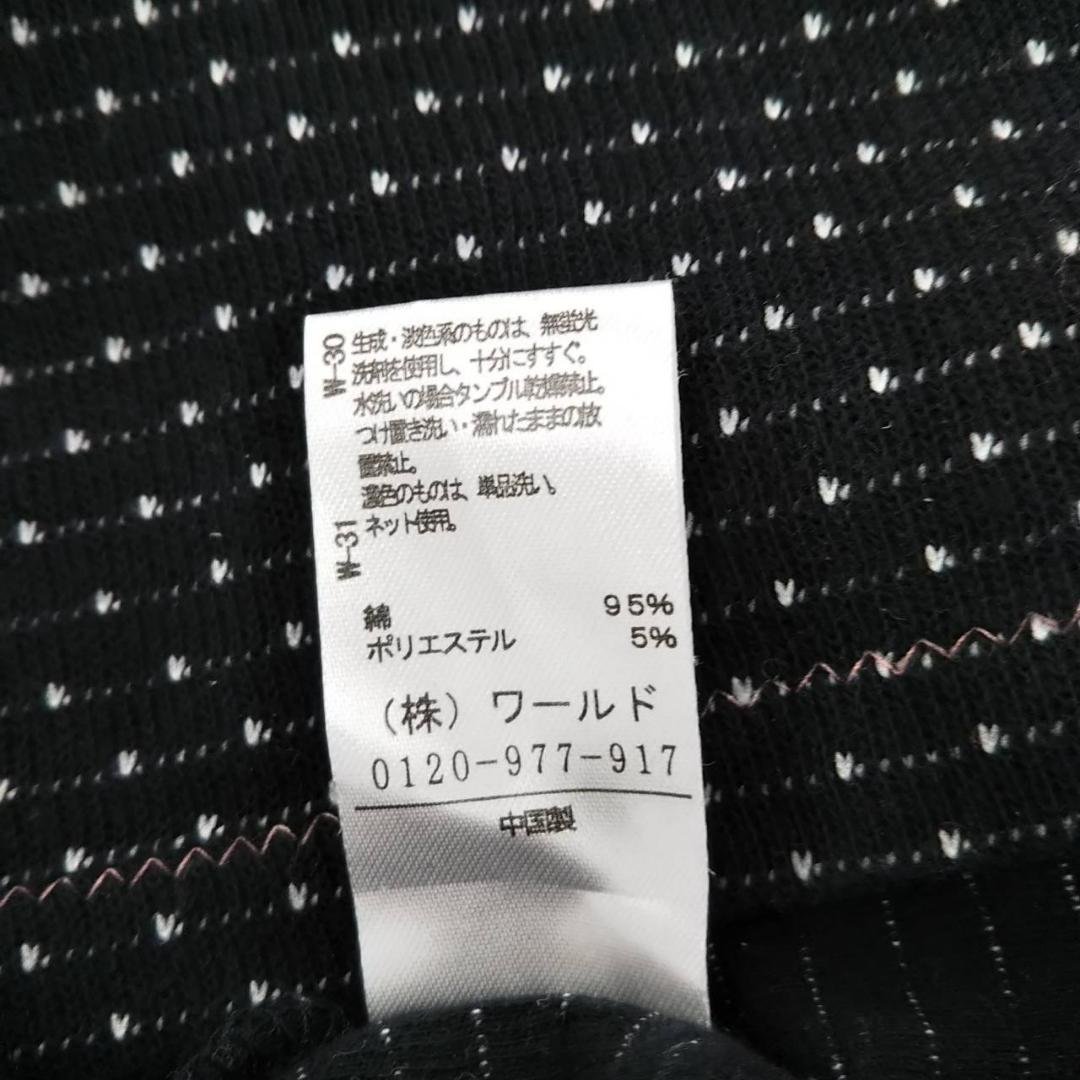 W-30
生成・淡色系のものは、無蛍光
洗剤を使用し、十分にすすぐ。
水洗いの場合タンブル乾燥禁止。
つけ置き洗い・濡れたままの放
置禁止。
濃色のものは、単品洗い。
W-31
ネット使用。
綿 95%
ポリエステル 5%
（株）ワールド
0120-977-917
中国製